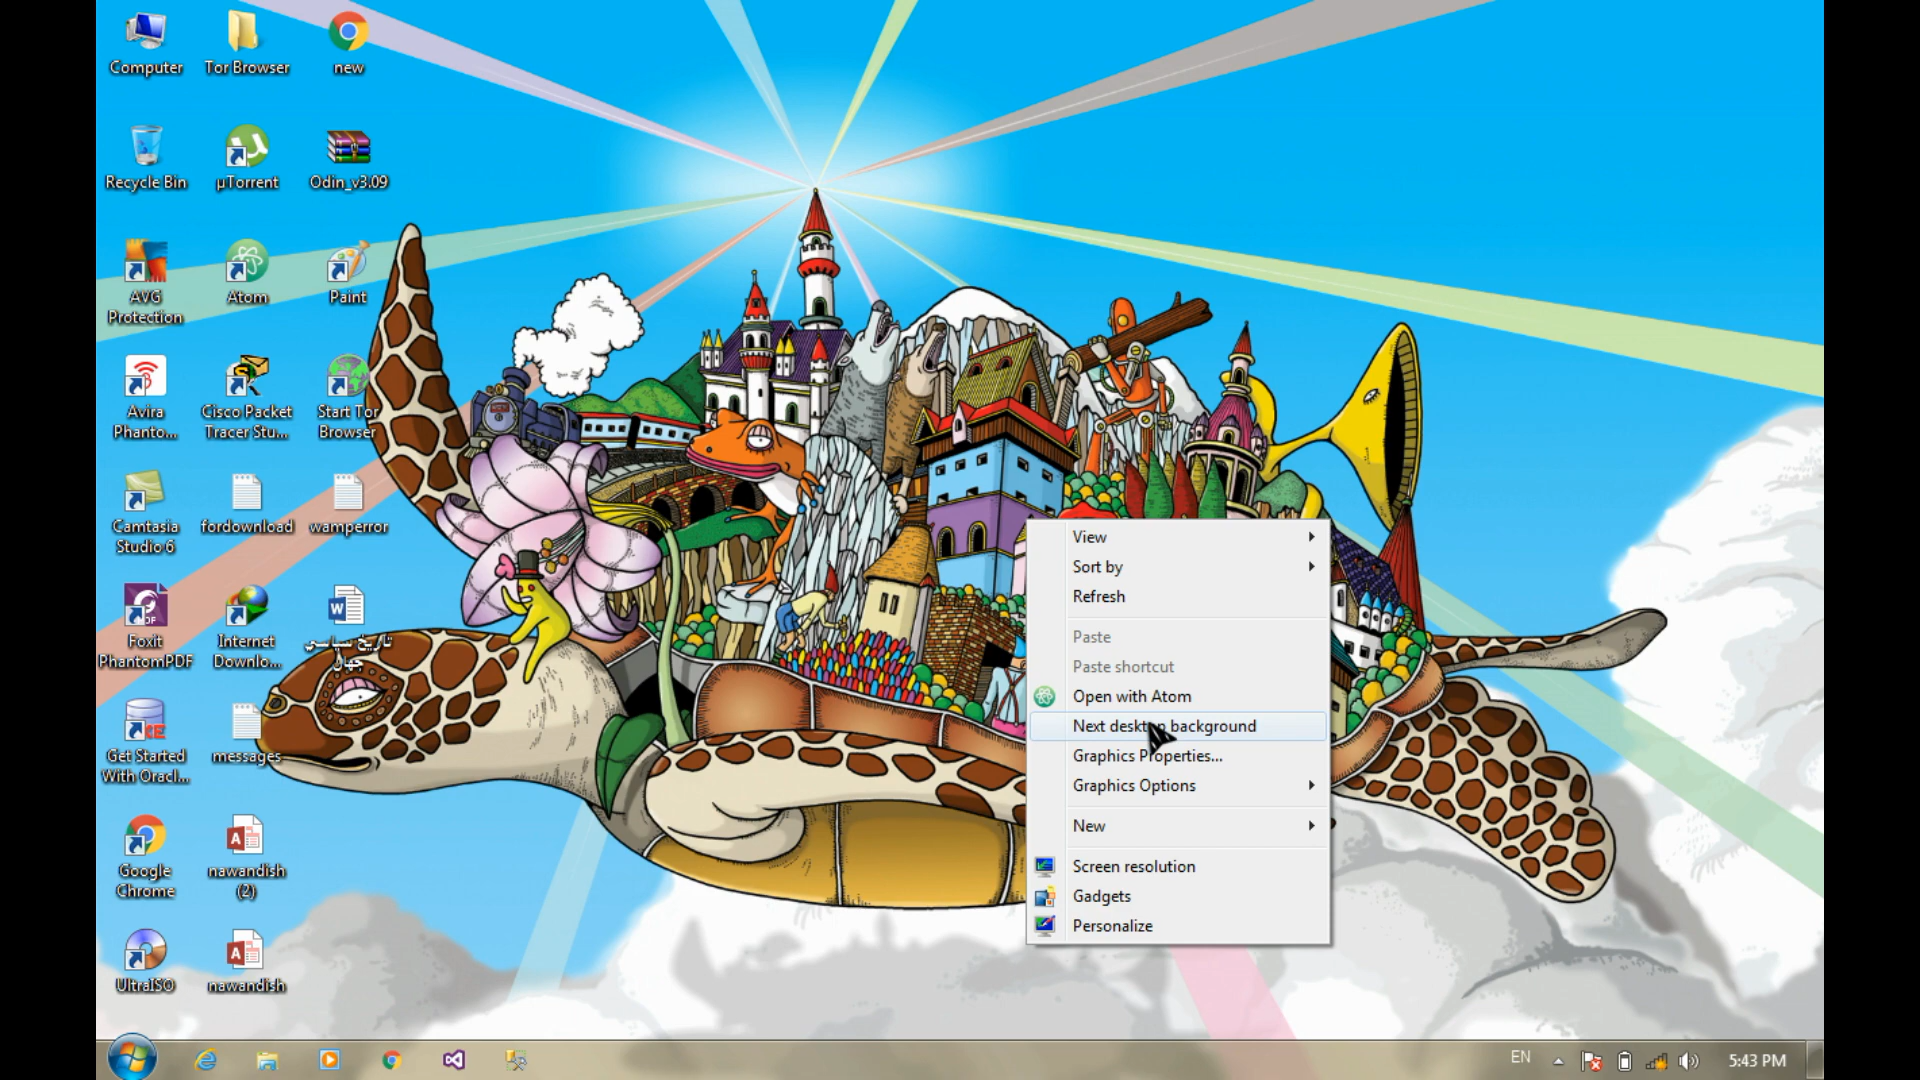 Computer
Tor Browser
new
Recycle Bin
µTorrent
Odin_v3.09
AVG
Protection
Atom
Paint
Avira
Phanto...
Cisco Packet
Tracer Stu...
Start Tor
Browser
Camtasia
Studio 6
fordownload
wamperror
Foxit
PhantomPDF
Internet
Downlo...
تاریخ سیاسي
جهان
Get Started
With Oracl...
messages
Google
Chrome
nawandish
(2)
UltraISO
nawandish
View
Sort by
Refresh
Paste
Paste shortcut
Open with Atom
Next desktop background
Graphics Properties...
Graphics Options
New
Screen resolution
Gadgets
Personalize
EN
5:43 PM